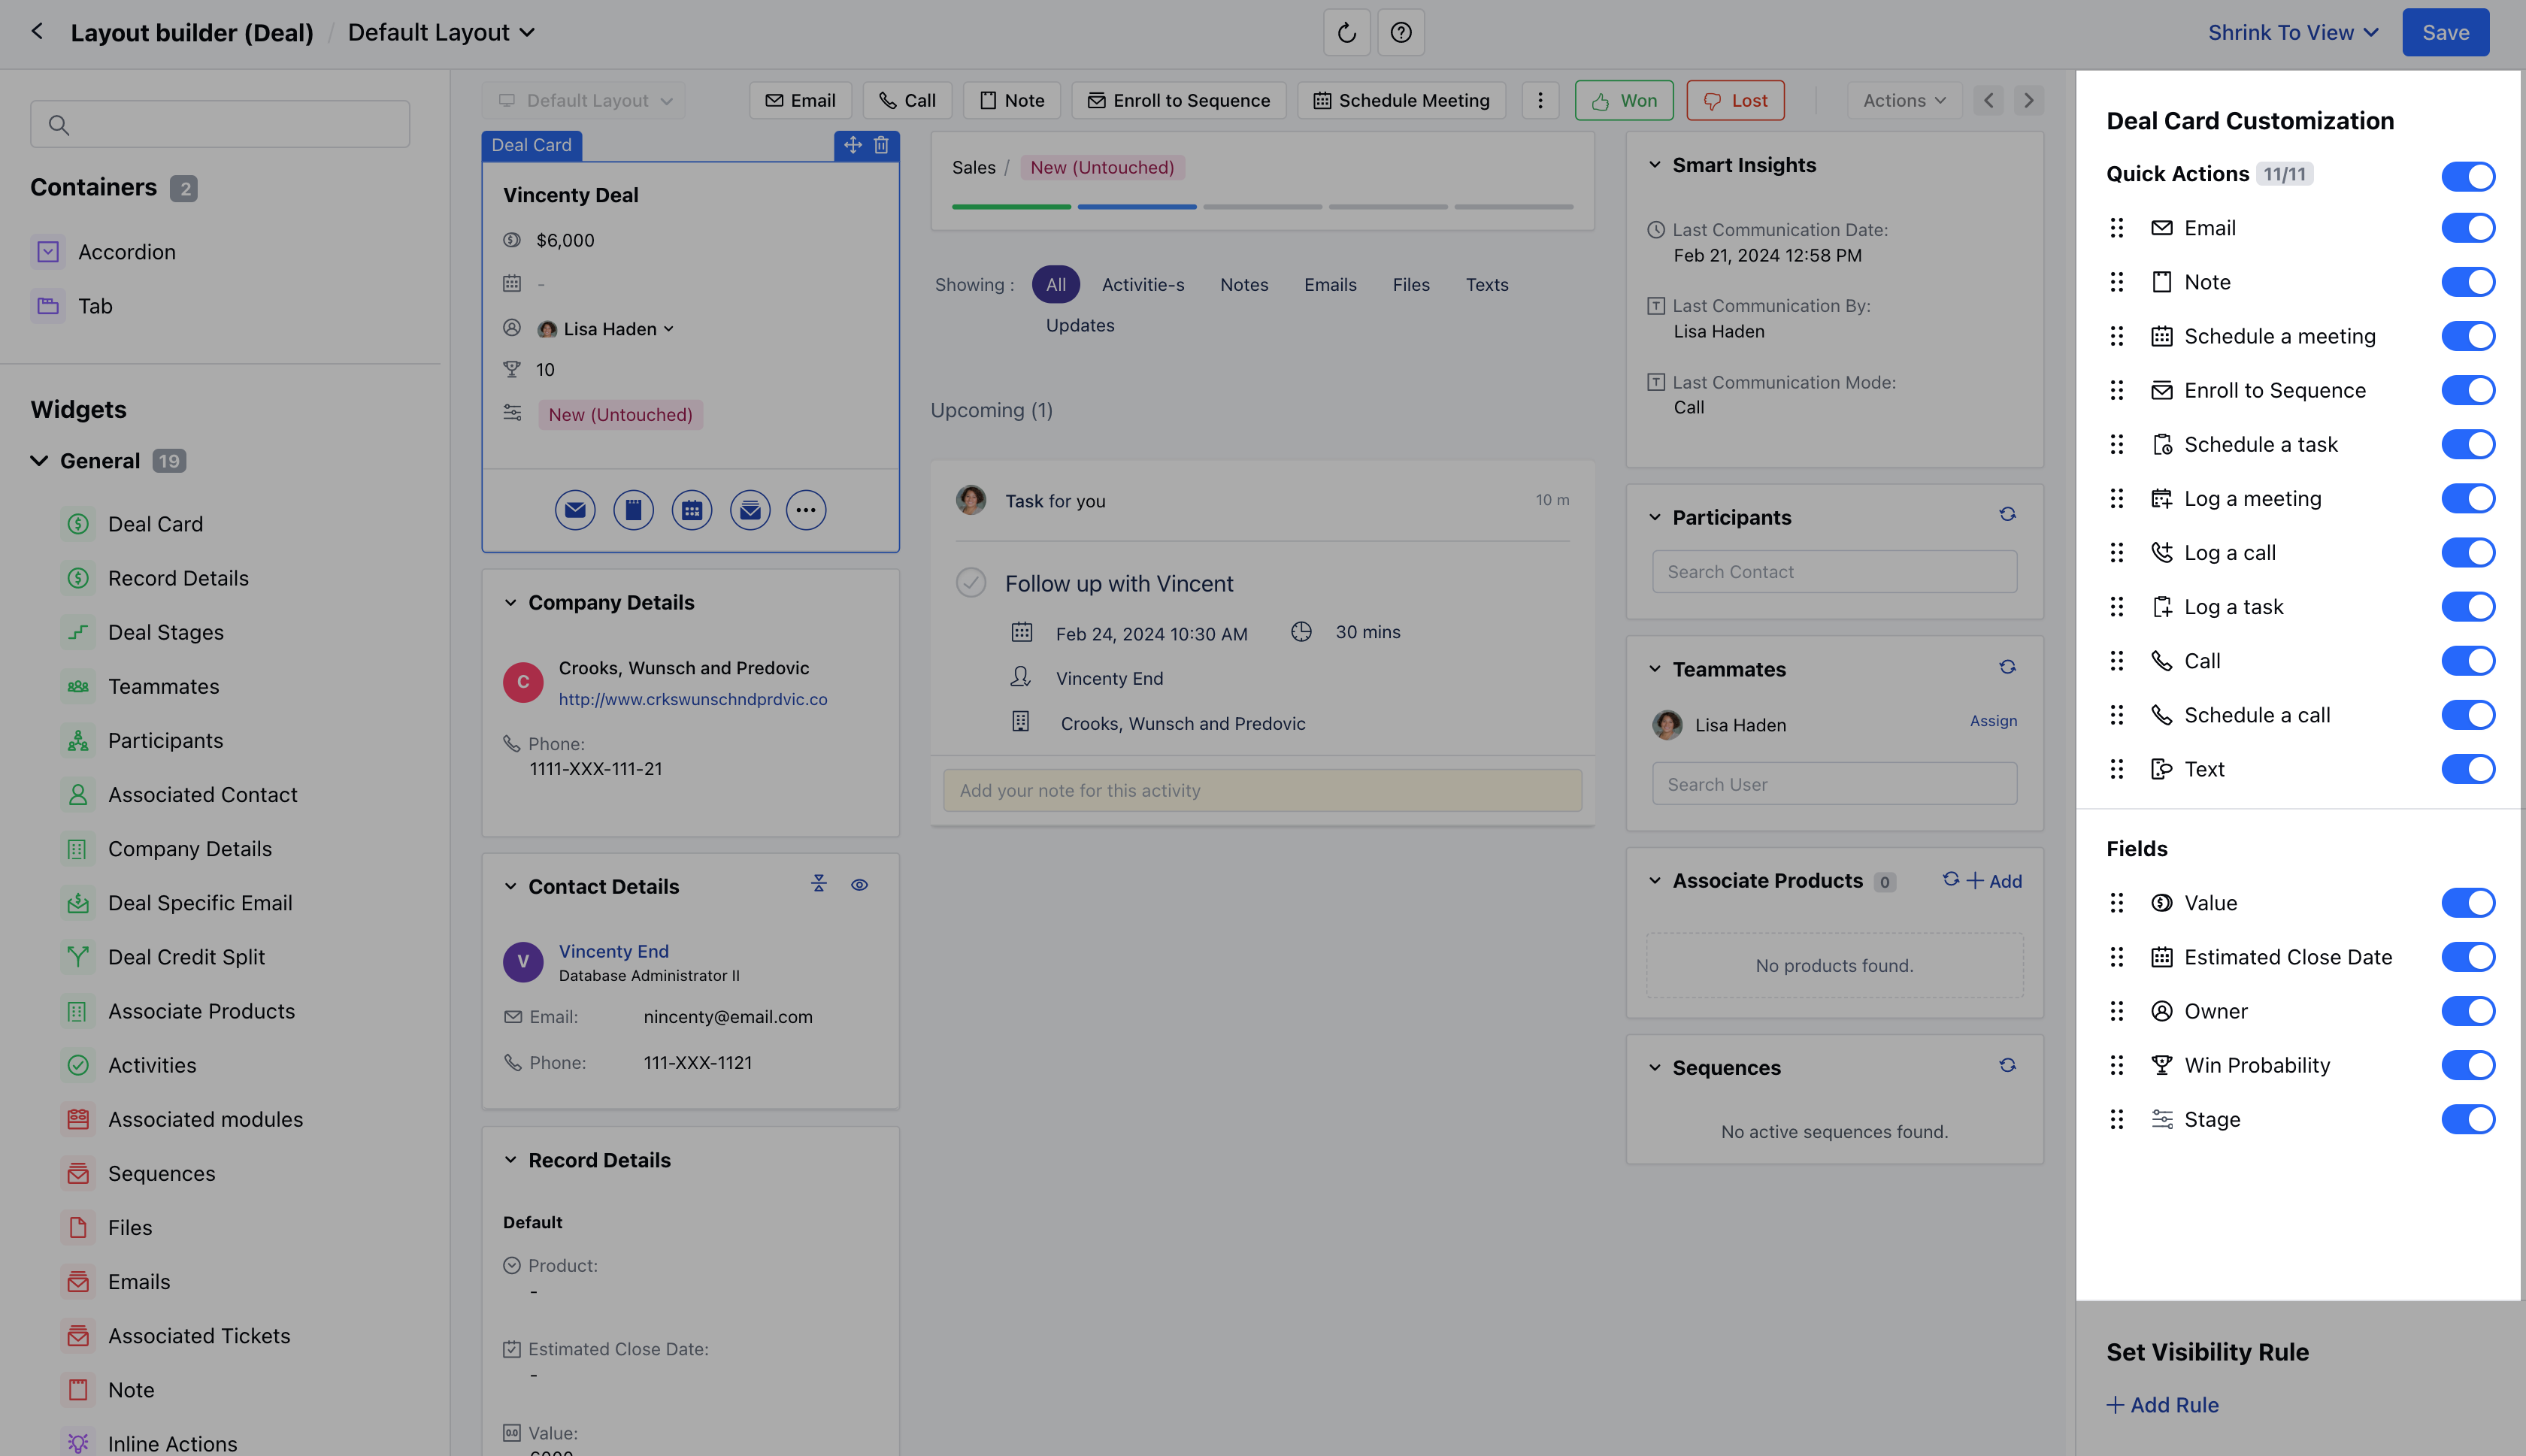 Layout builder (Deal) / Default Layout
Shrink To View
Save
Containers 2
Accordion
Tab
Widgets
General 19
Deal Card
Record Details
Deal Stages
Teammates
Participants
Associated Contact
Company Details
Deal Specific Email
Deal Credit Split
Associate Products
Activities
Associated modules
Sequences
Files
Emails
Associated Tickets
Note
Inline Actions
Default Layout
Email
Call
Note
Enroll to Sequence
Schedule Meeting
Won
Lost
Actions
Deal Card
Vincenty Deal
$6,000
-
Lisa Haden
10
New (Untouched)
Company Details
C
Crooks, Wunsch and Predovic
http://www.crkswunschndprdvic.co
Phone:
1111-XXX-111-21
Contact Details
V
Vincenty End
Database Administrator II
Email: nincenty@email.com
Phone: 111-XXX-1121
Record Details
Default
Product:
-
Estimated Close Date:
-
Value:
Sales / New (Untouched)
Showing : All Activitie-s Notes Emails Files Texts
Updates
Upcoming (1)
Task for you 10 m
Follow up with Vincent
Feb 24, 2024 10:30 AM 30 mins
Vincenty End
Crooks, Wunsch and Predovic
Add your note for this activity
Smart Insights
Last Communication Date:
Feb 21, 2024 12:58 PM
Last Communication By:
Lisa Haden
Last Communication Mode:
Call
Participants
Search Contact
Teammates
Lisa Haden Assign
Search User
Associate Products 0 + Add
No products found.
Sequences
No active sequences found.
Deal Card Customization
Quick Actions 11/11
Email
Note
Schedule a meeting
Enroll to Sequence
Schedule a task
Log a meeting
Log a call
Log a task
Call
Schedule a call
Text
Fields
Value
Estimated Close Date
Owner
Win Probability
Stage
Set Visibility Rule
+ Add Rule